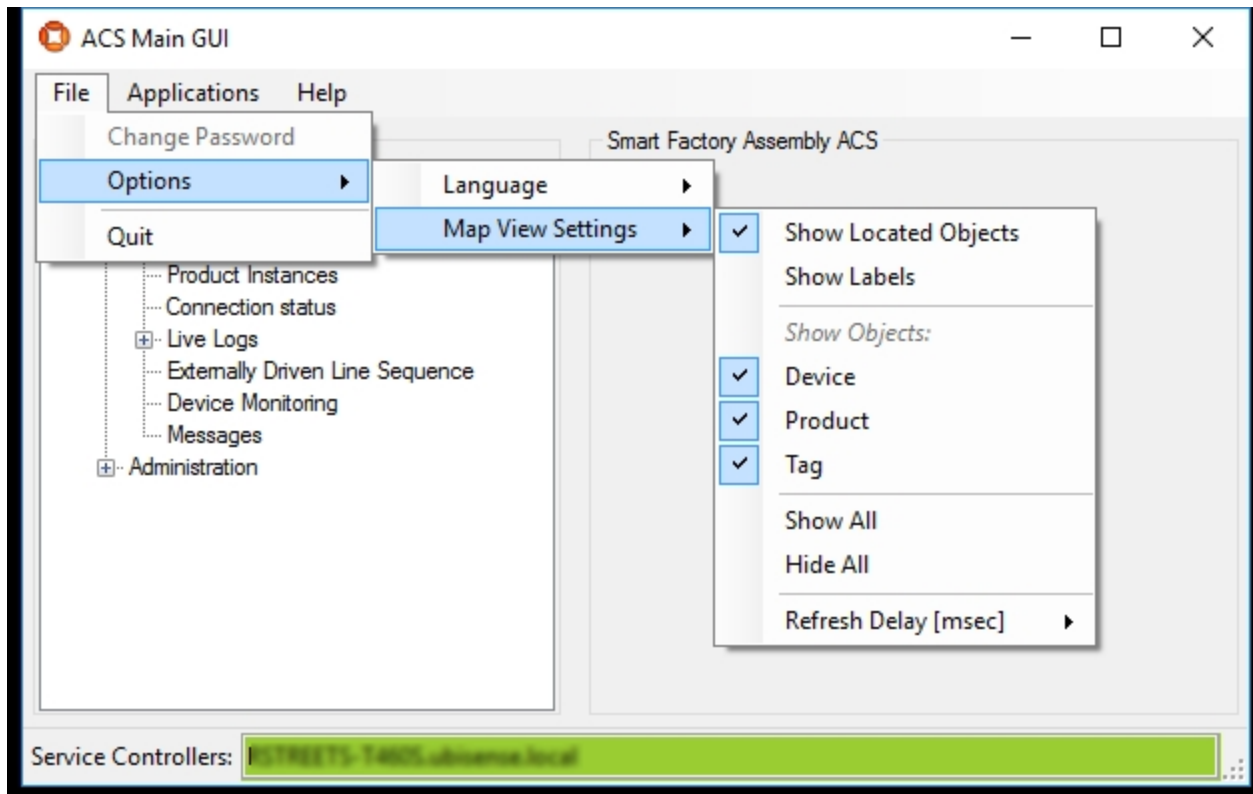 ACS Main GUI
File Applications Help
Change Password
Options
Quit
Language
Map View Settings
Show Located Objects
Show Labels
Show Objects:
Device
Product
Tag
Show All
Hide All
Refresh Delay [msec]
Product Instances
Connection status
Live Logs
Externally Driven Line Sequence
Device Monitoring
Messages
Administration
Smart Factory Assembly ACS
Service Controllers: